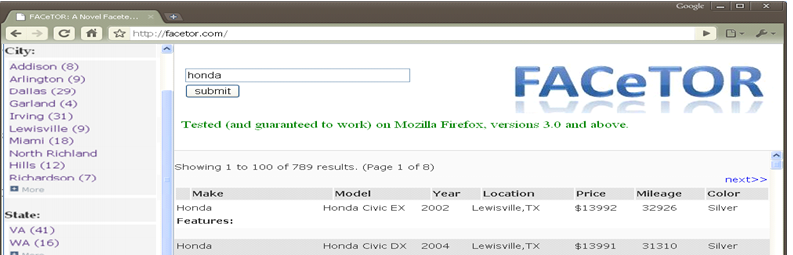 Google
FACeTOR: A Novel Facete...
http://facetor.com/
City:
Addison (8)
Arlington (9)
Dallas (29)
Garland (4)
Irving (31)
Lewisville (9)
Miami (18)
North Richland
Hills (12)
Richardson (7)
More
State:
VA (41)
WA (16)
More
honda
submit
FACeTOR
Tested (and guaranteed to work) on Mozilla Firefox, versions 3.0 and above.
Showing 1 to 100 of 789 results. (Page 1 of 8)
next>>
Make Model Year Location Price Mileage Color
Honda Honda Civic EX 2002 Lewisville,TX $13992 32926 Silver
Features:
Honda Honda Civic DX 2004 Lewisville,TX $13991 31310 Silver